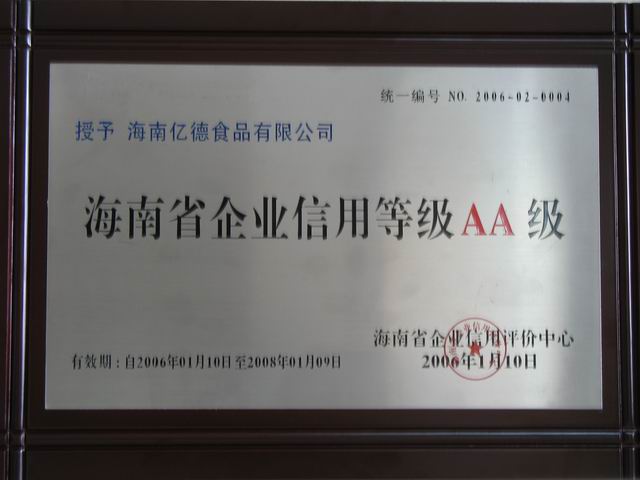 统一编号 NO. 2006-02-0004
授予 海南亿德食品有限公司
海南省企业信用等级AA级
海南省企业信用评价中心
有效期：自2006年01月10日至2008年01月09日
2006年1月10日